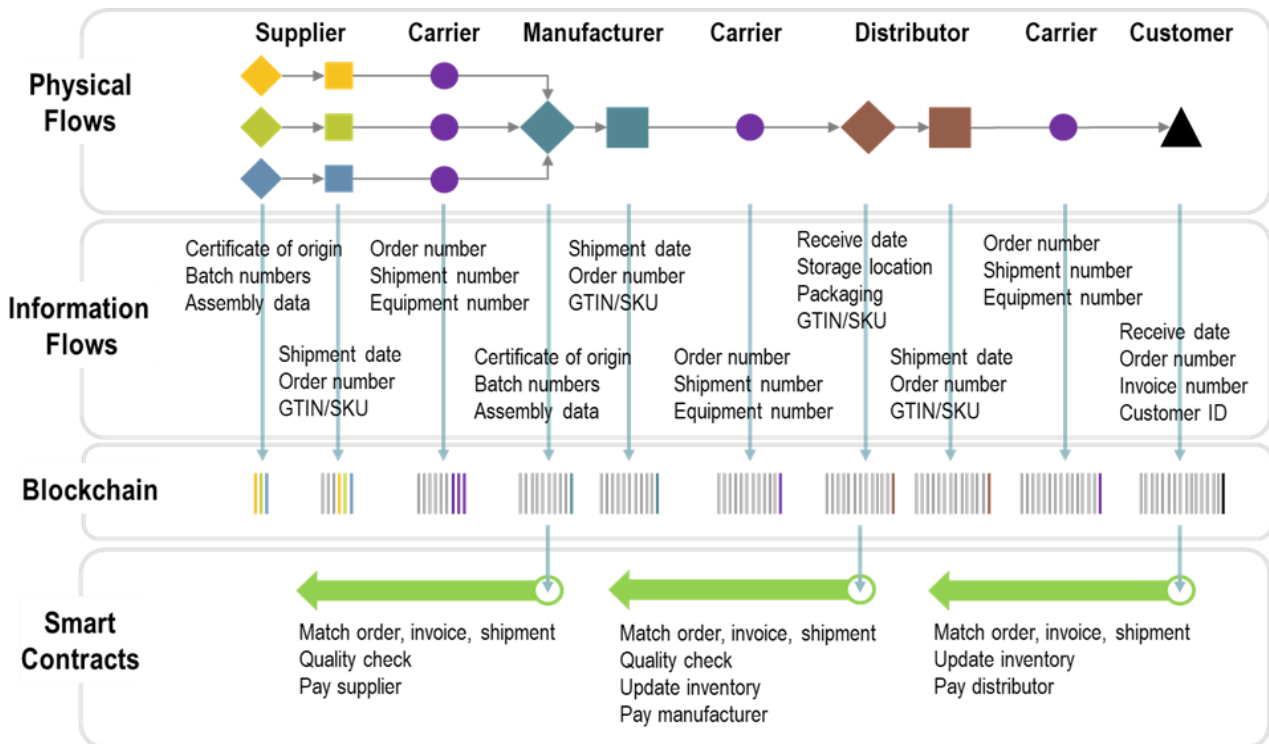 Supplier
Carrier
Manufacturer
Carrier
Distributor
Carrier
Customer
Physical
Flows
Information
Flows
Certificate of origin
Batch numbers
Assembly data
Shipment date
Order number
GTIN/SKU
Order number
Shipment number
Equipment number
Certificate of origin
Batch numbers
Assembly data
Shipment date
Order number
GTIN/SKU
Order number
Shipment number
Equipment number
Receive date
Storage location
Packaging
GTIN/SKU
Shipment date
Order number
GTIN/SKU
Order number
Shipment number
Equipment number
Receive date
Order number
Invoice number
Customer ID
Blockchain
Smart
Contracts
Match order, invoice, shipment
Quality check
Pay supplier
Match order, invoice, shipment
Quality check
Update inventory
Pay manufacturer
Match order, invoice, shipment
Update inventory
Pay distributor